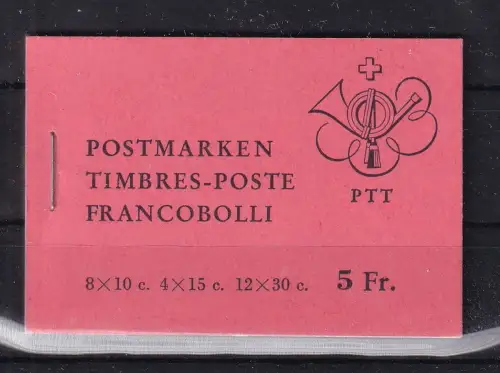 POSTMARKEN
TIMBRES-POSTE
FRANCOBOLLI
PTT
8×10 c. 4×15 c. 12×30 c. 5 Fr.